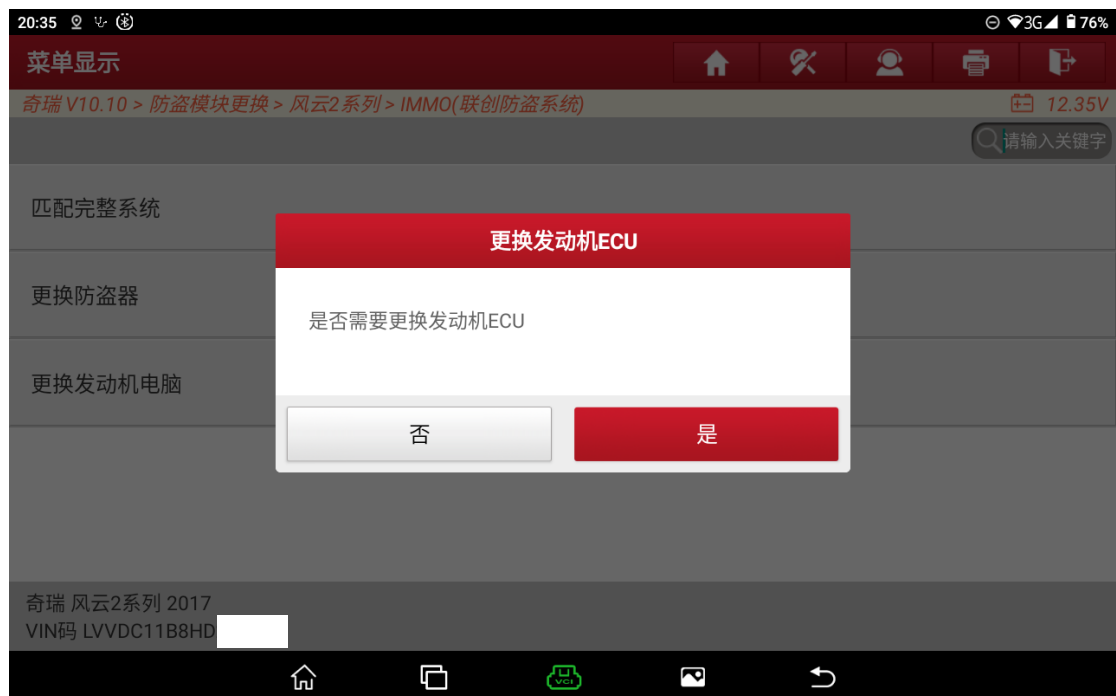 20:35 3G 76%
菜单显示
奇瑞 V10.10 > 防盗模块更换 > 风云2系列 > IMMO(联创防盗系统) 12.35V
请输入关键字
匹配完整系统
更换发动机ECU
更换防盗器
是否需要更换发动机ECU
更换发动机电脑
否 是
奇瑞 风云2系列 2017
VIN码 LVVDC11B8HD
VCI